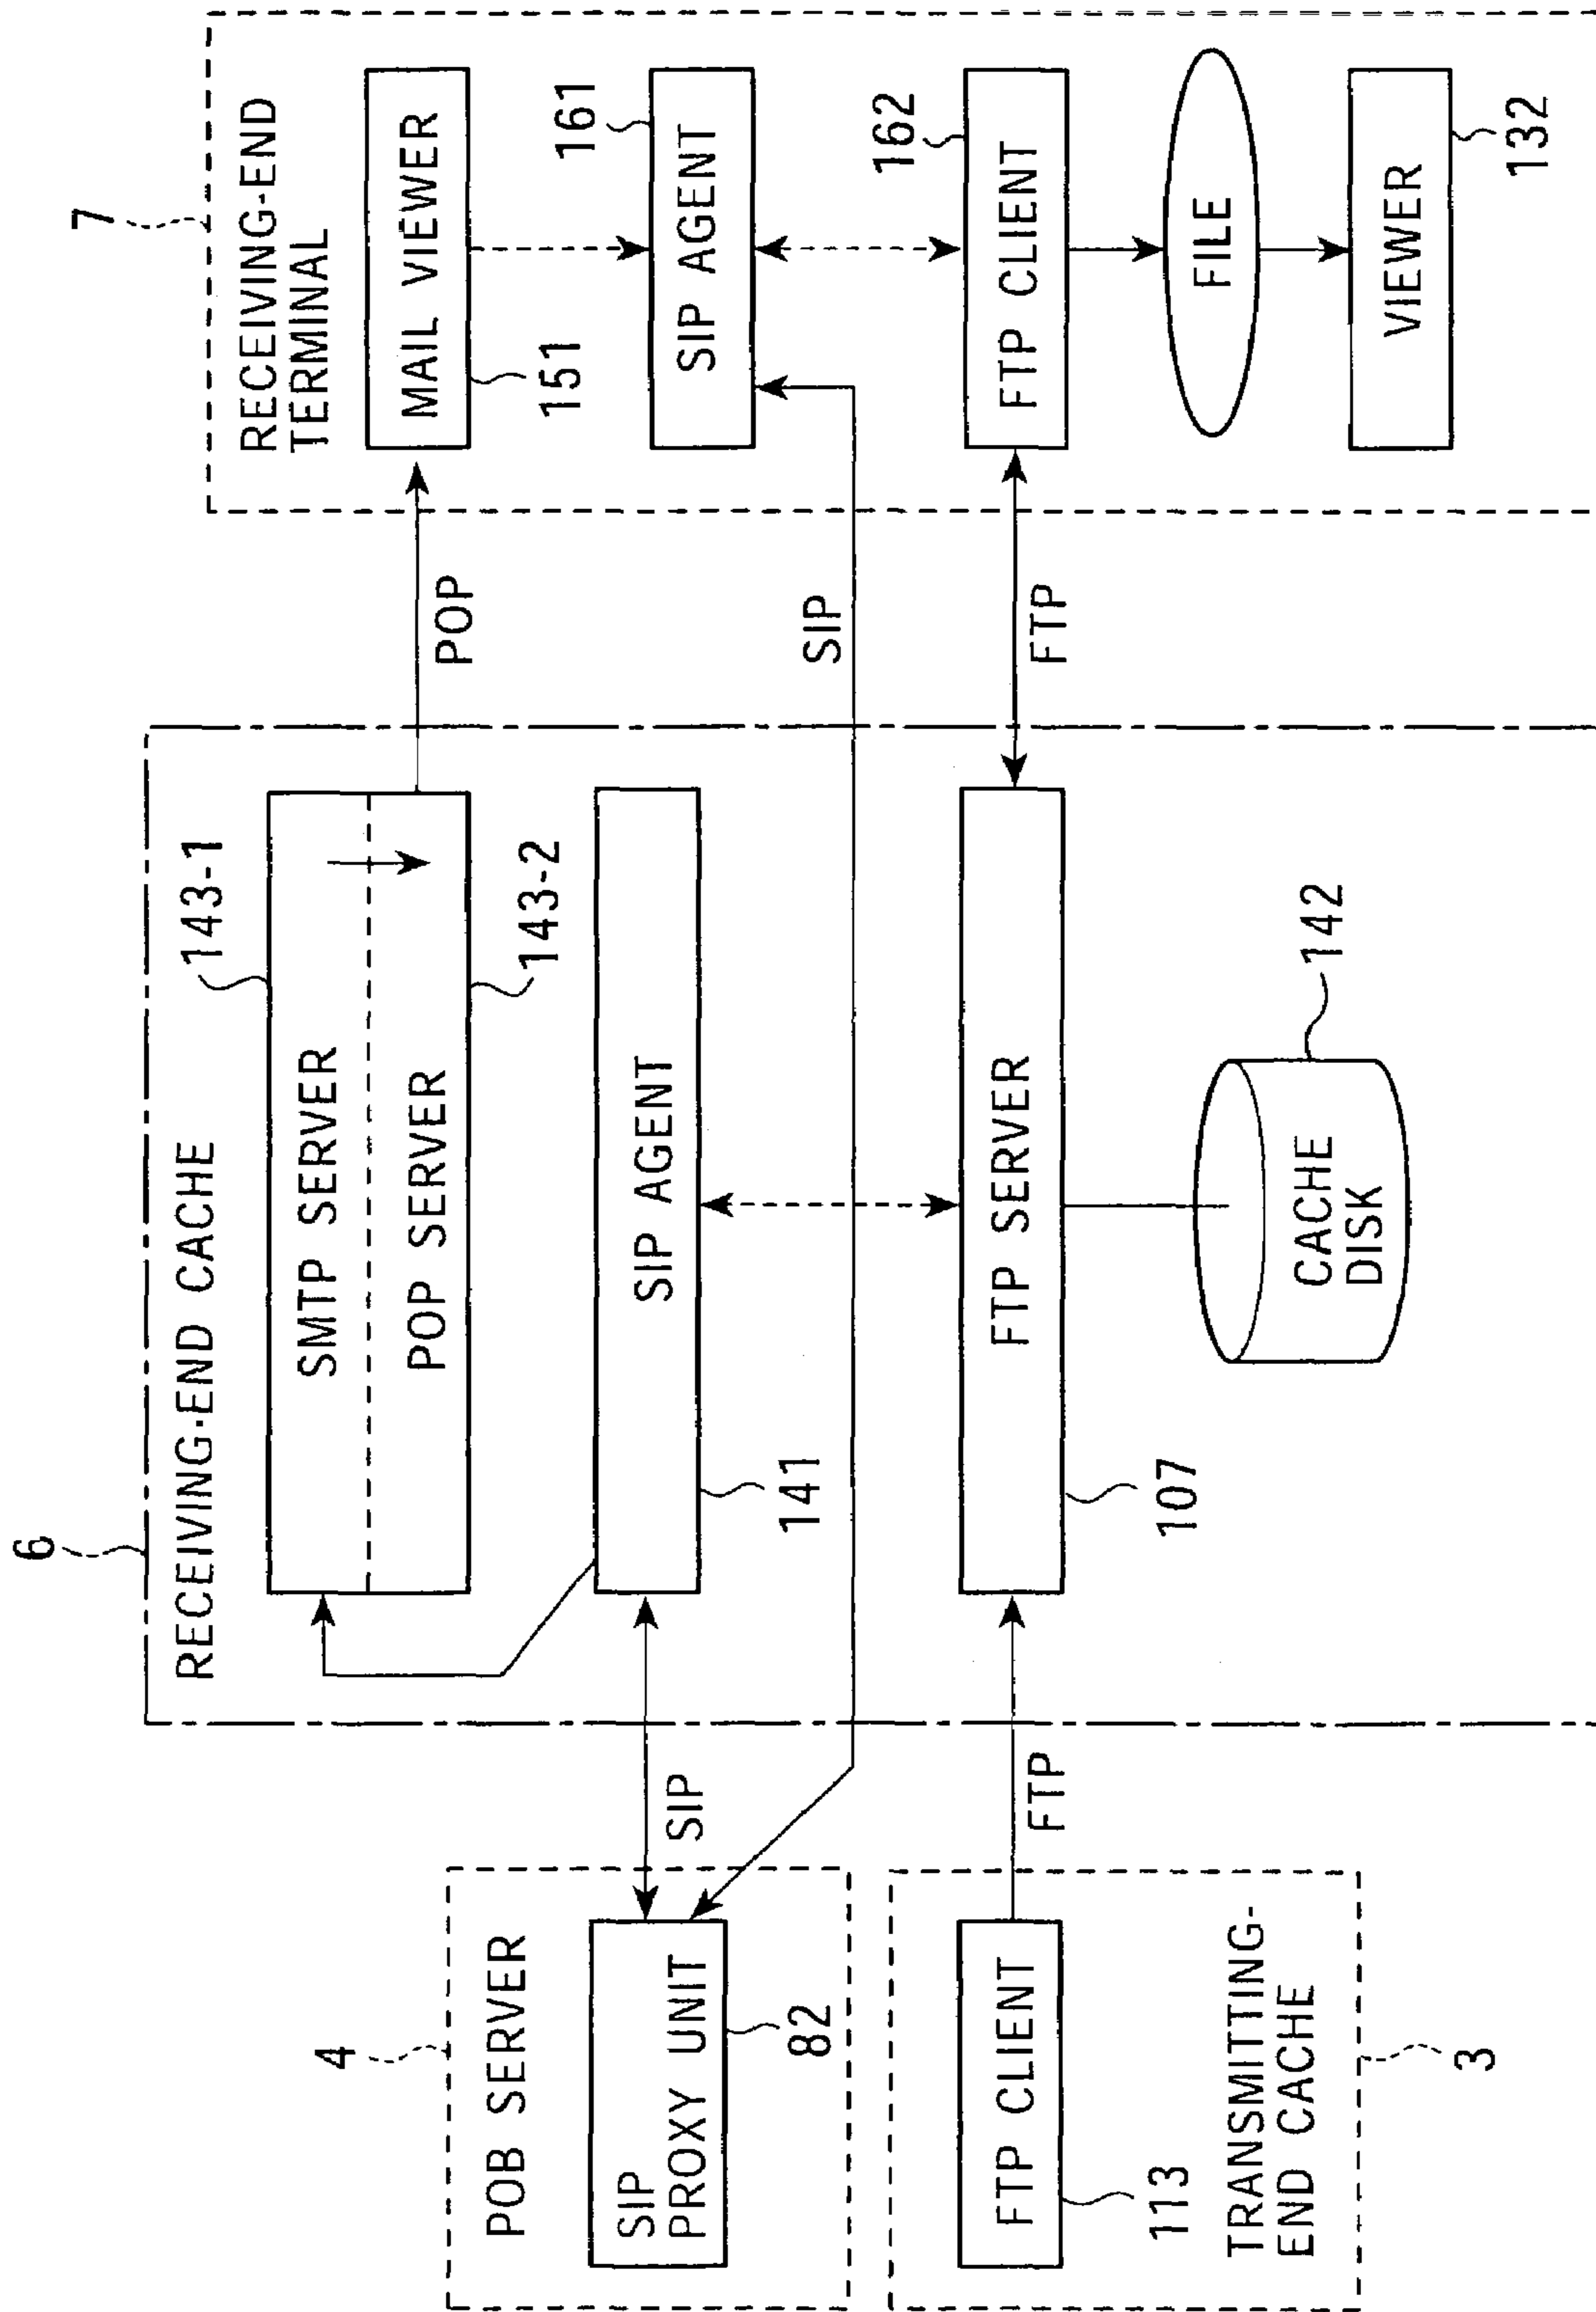 6
RECEIVING-END CACHE
143-1
SMTP SERVER
POP SERVER
143-2
SIP AGENT
141
FTP SERVER
107
CACHE
DISK
142
7
RECEIVING-END
TERMINAL
MAIL VIEWER
151
161
SIP AGENT
162
FTP CLIENT
FILE
VIEWER
132
POP
SIP
FTP
4
POB SERVER
SIP
PROXY UNIT
82
SIP
FTP
FTP CLIENT
113
TRANSMITTING-
END CACHE
3